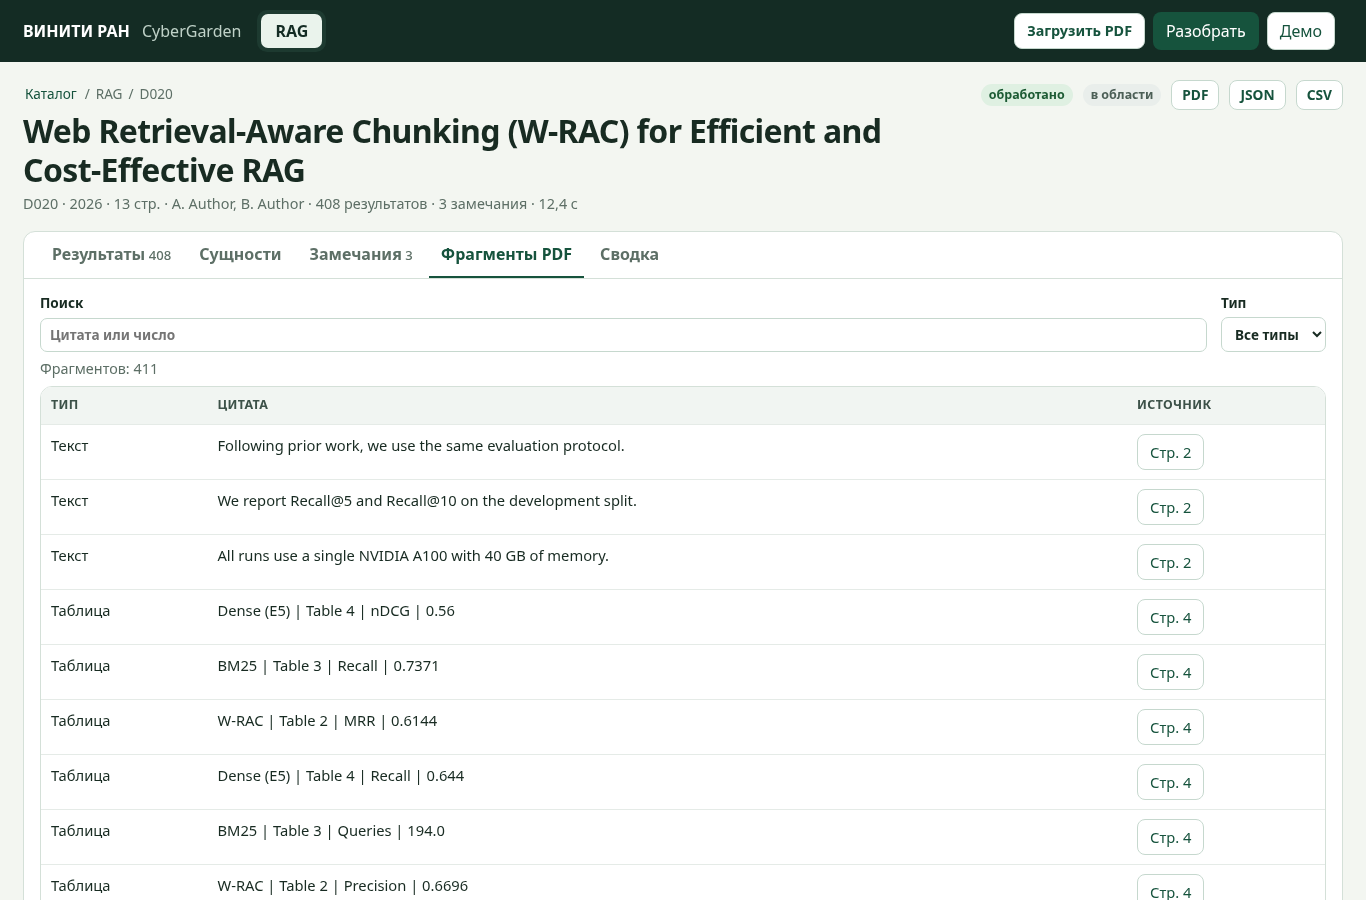 ВИНИТИ РАН CyberGarden RAG Загрузить PDF Разобрать Демо
Каталог / RAG / D020 обработано в области PDF JSON CSV
Web Retrieval-Aware Chunking (W-RAC) for Efficient and
Cost-Effective RAG
D020 · 2026 · 13 стр. · A. Author, B. Author · 408 результатов · 3 замечания · 12,4 с
Результаты 408 Сущности Замечания 3 Фрагменты PDF Сводка
Поиск Тип
Цитата или число Все типы
Фрагментов: 411
ТИП ЦИТАТА ИСТОЧНИК
Текст Following prior work, we use the same evaluation protocol. Стр. 2
Текст We report Recall@5 and Recall@10 on the development split. Стр. 2
Текст All runs use a single NVIDIA A100 with 40 GB of memory. Стр. 2
Таблица Dense (E5) | Table 4 | nDCG | 0.56 Стр. 4
Таблица BM25 | Table 3 | Recall | 0.7371 Стр. 4
Таблица W-RAC | Table 2 | MRR | 0.6144 Стр. 4
Таблица Dense (E5) | Table 4 | Recall | 0.644 Стр. 4
Таблица BM25 | Table 3 | Queries | 194.0 Стр. 4
Таблица W-RAC | Table 2 | Precision | 0.6696 Стр. 4